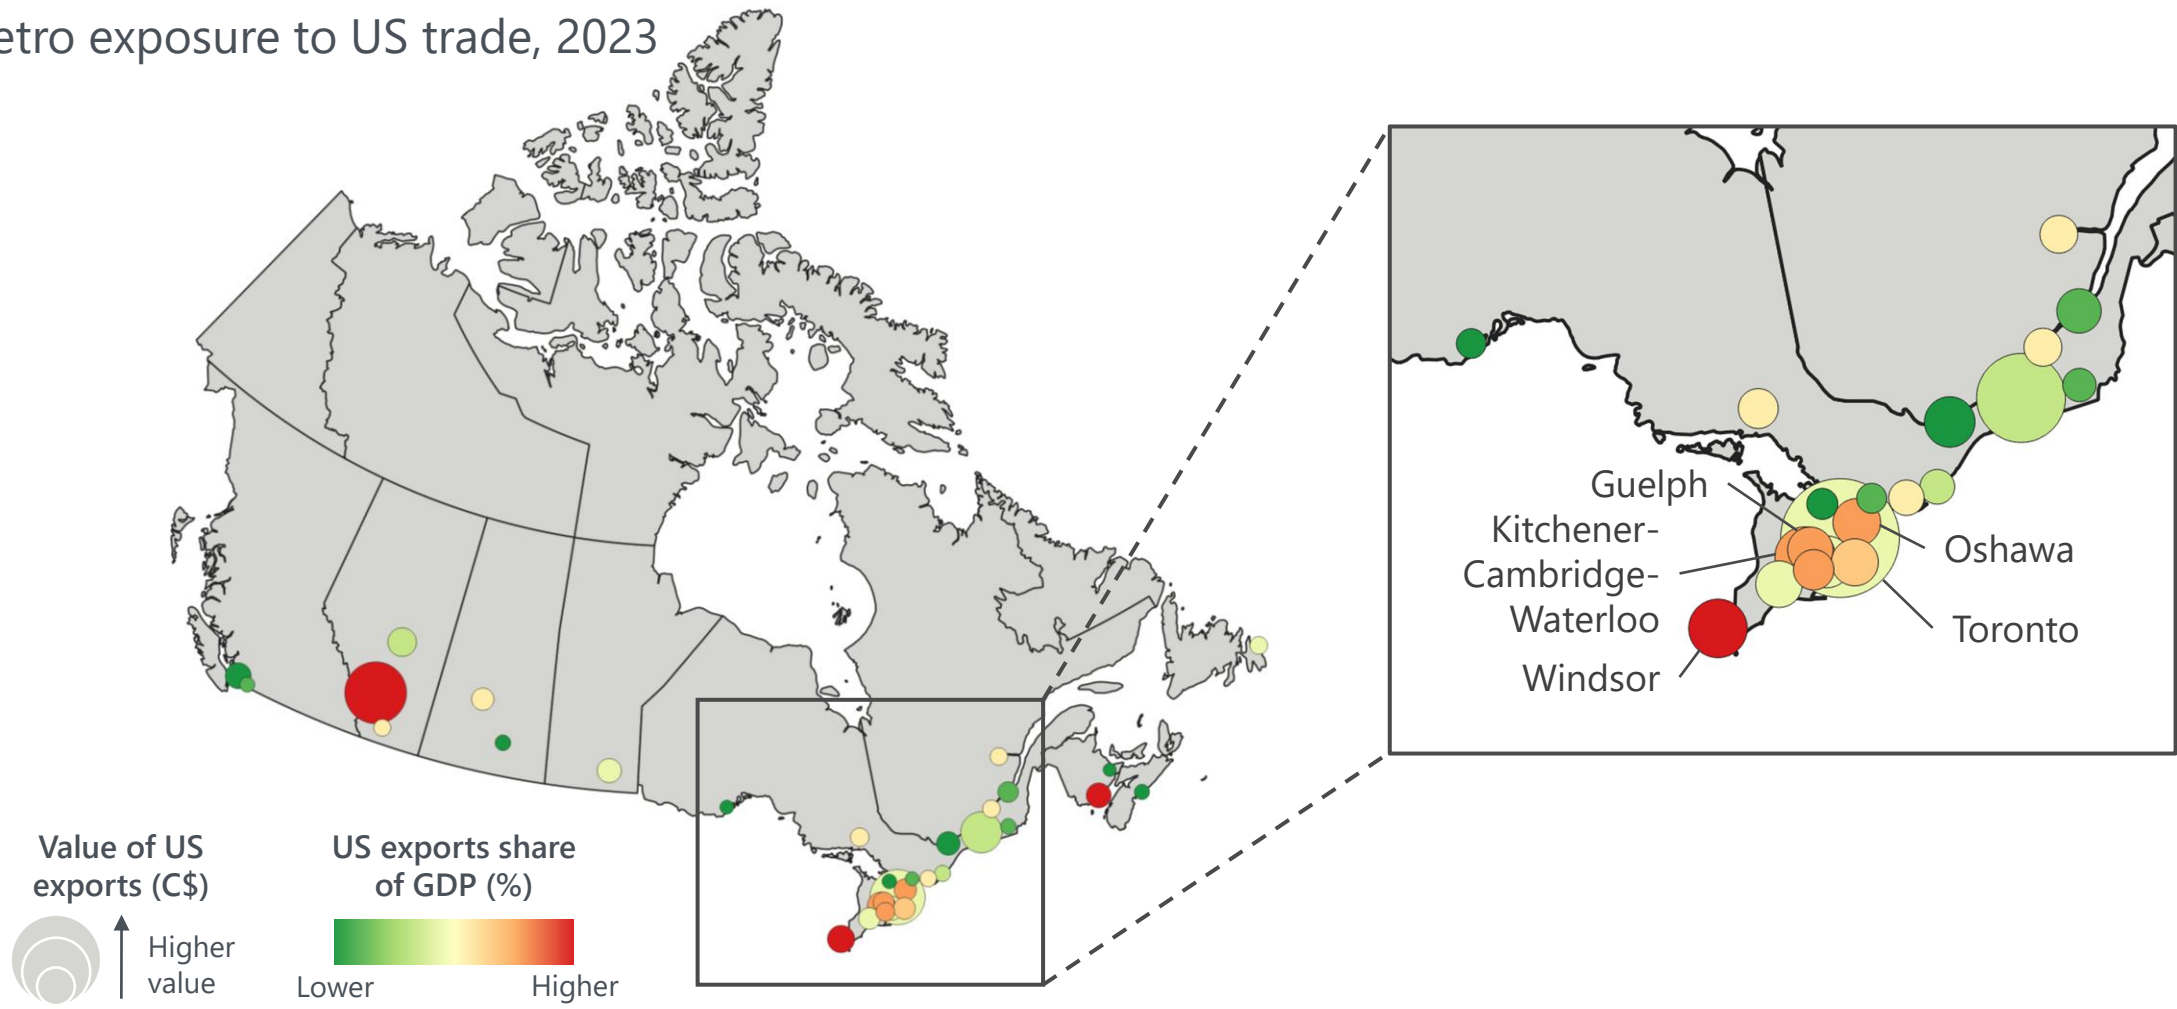 etro exposure to US trade, 2023
Guelph
Kitchener-
Cambridge-
Waterloo
Windsor
Oshawa
Toronto
Value of US
exports (C$)
Higher
value
US exports share
of GDP (%)
Lower
Higher